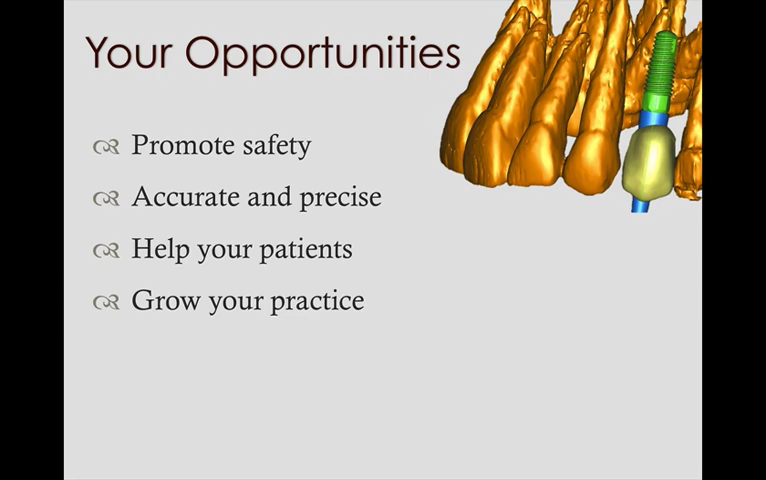 Your Opportunities
Promote safety
Accurate and precise
Help your patients
Grow your practice